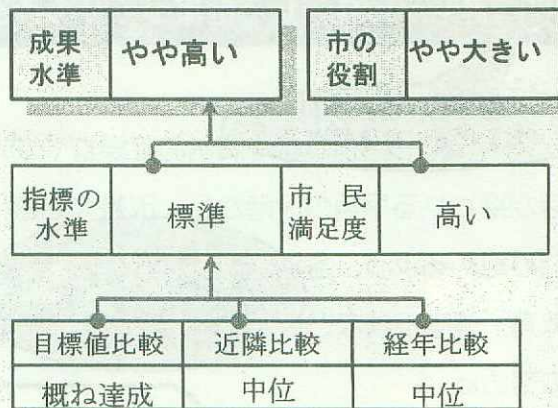 成果水準 やや高い 市の役割 やや大きい
指標の水準 標準 市民満足度 高い
目標値比較 近隣比較 経年比較
概ね達成 中位 中位